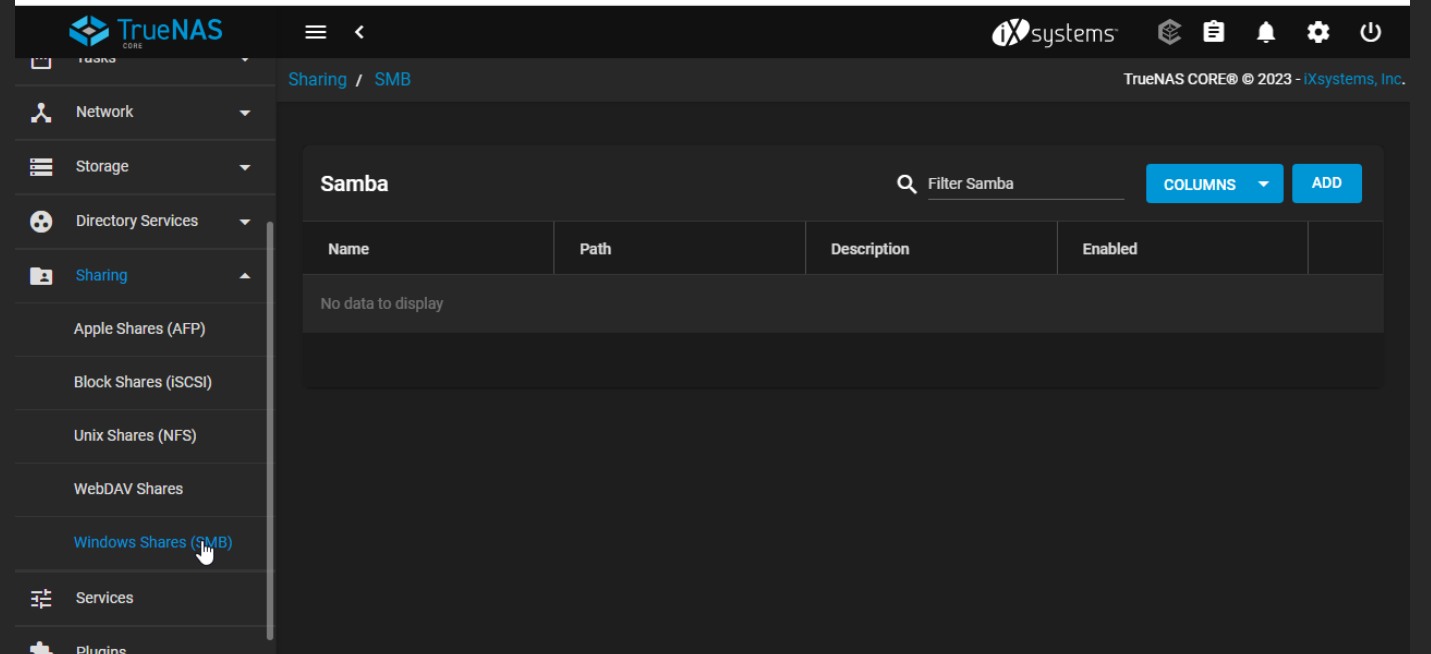 TrueNAS
CORE
iXsystems
Tasks
Network
Storage
Directory Services
Sharing
Apple Shares (AFP)
Block Shares (iSCSI)
Unix Shares (NFS)
WebDAV Shares
Windows Shares (SMB)
Services
Plugins
Sharing / SMB
TrueNAS CORE® © 2023 - iXsystems, Inc.
Samba
Filter Samba
COLUMNS
ADD
Name Path Description Enabled
No data to display